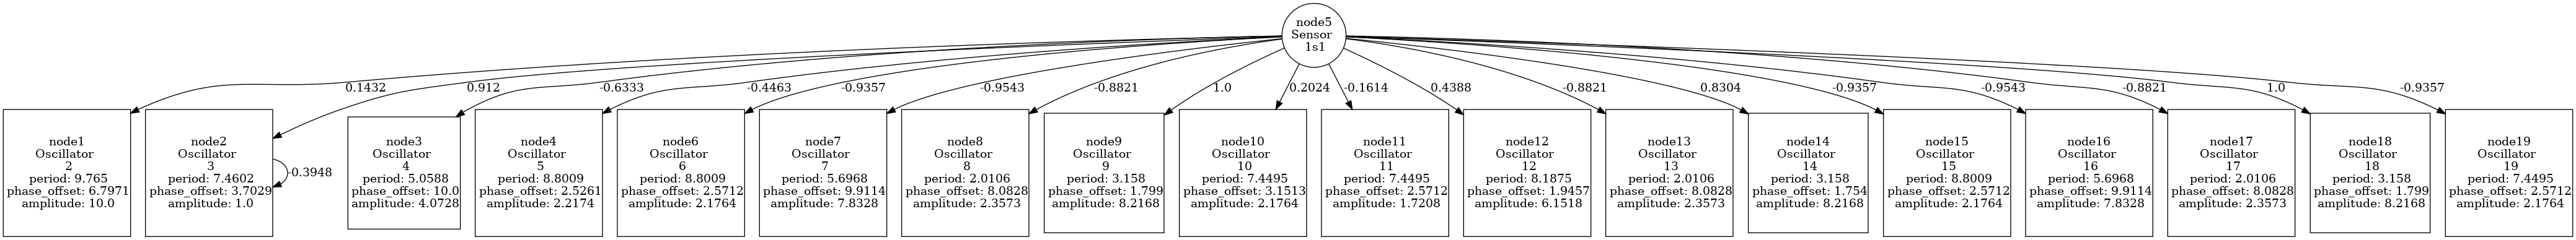 node5
Sensor
1s1
0.1432
0.912
-0.6333
-0.4463
-0.9357
-0.9543
-0.8821
1.0
0.2024
-0.1614
0.4388
-0.8821
0.8304
-0.9357
-0.9543
-0.8821
1.0
-0.9357
node1
Oscillator
2
period: 9.765
phase_offset: 6.7971
amplitude: 10.0
node2
Oscillator
3
period: 7.4602
phase_offset: 3.7029
amplitude: 1.0
-0.3948
node3
Oscillator
4
period: 5.0588
phase_offset: 10.0
amplitude: 4.0728
node4
Oscillator
5
period: 8.8009
phase_offset: 2.5261
amplitude: 2.2174
node6
Oscillator
6
period: 8.8009
phase_offset: 2.5712
amplitude: 2.1764
node7
Oscillator
7
period: 5.6968
phase_offset: 9.9114
amplitude: 7.8328
node8
Oscillator
8
period: 2.0106
phase_offset: 8.0828
amplitude: 2.3573
node9
Oscillator
9
period: 3.158
phase_offset: 1.799
amplitude: 8.2168
node10
Oscillator
10
period: 7.4495
phase_offset: 3.1513
amplitude: 2.1764
node11
Oscillator
11
period: 7.4495
phase_offset: 2.5712
amplitude: 1.7208
node12
Oscillator
12
period: 8.1875
phase_offset: 1.9457
amplitude: 6.1518
node13
Oscillator
13
period: 2.0106
phase_offset: 8.0828
amplitude: 2.3573
node14
Oscillator
14
period: 3.158
phase_offset: 1.754
amplitude: 8.2168
node15
Oscillator
15
period: 8.8009
phase_offset: 2.5712
amplitude: 2.1764
node16
Oscillator
16
period: 5.6968
phase_offset: 9.9114
amplitude: 7.8328
node17
Oscillator
17
period: 2.0106
phase_offset: 8.0828
amplitude: 2.3573
node18
Oscillator
18
period: 3.158
phase_offset: 1.799
amplitude: 8.2168
node19
Oscillator
19
period: 7.4495
phase_offset: 2.5712
amplitude: 2.1764